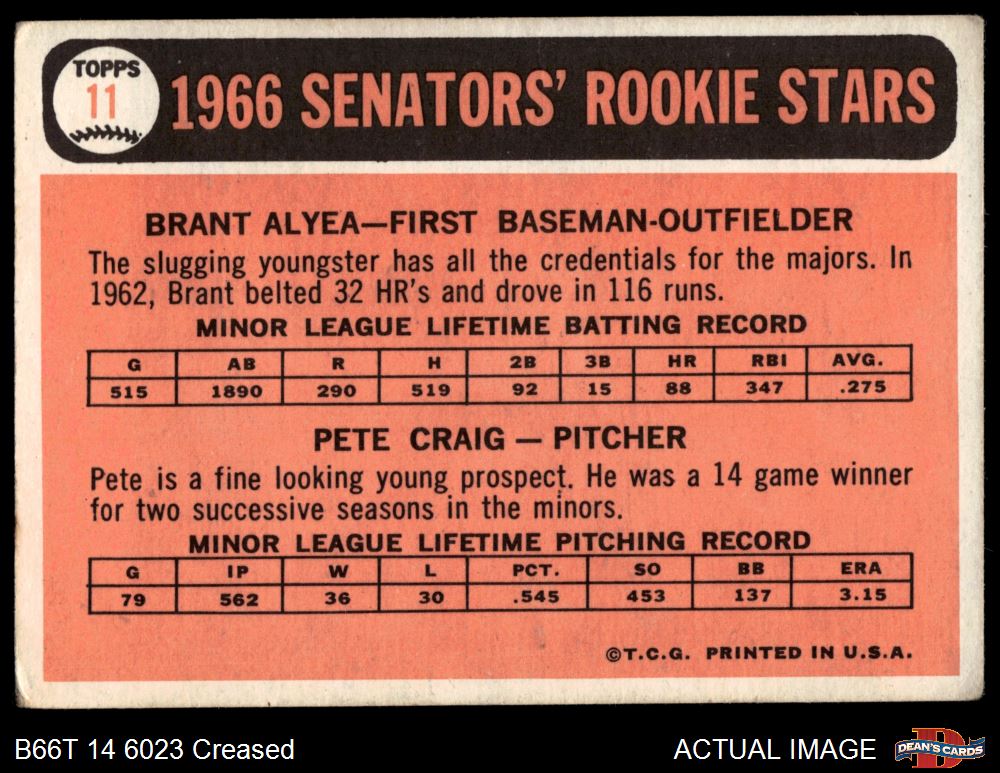 TOPPS
11
1966 SENATORS' ROOKIE STARS
BRANT ALYEA—FIRST BASEMAN-OUTFIELDER
The slugging youngster has all the credentials for the majors. In
1962, Brant belted 32 HR's and drove in 116 runs.
MINOR LEAGUE LIFETIME BATTING RECORD
G AB R H 2B 3B HR RBI AVG.
515 1890 290 519 92 15 88 347 .275
PETE CRAIG — PITCHER
Pete is a fine looking young prospect. He was a 14 game winner
for two successive seasons in the minors.
MINOR LEAGUE LIFETIME PITCHING RECORD
G IP W L PCT. SO BB ERA
79 562 36 30 .545 453 137 3.15
©T.C.G. PRINTED IN U.S.A.
B66T 14 6023 Creased
ACTUAL IMAGE
DEAN'S CARDS